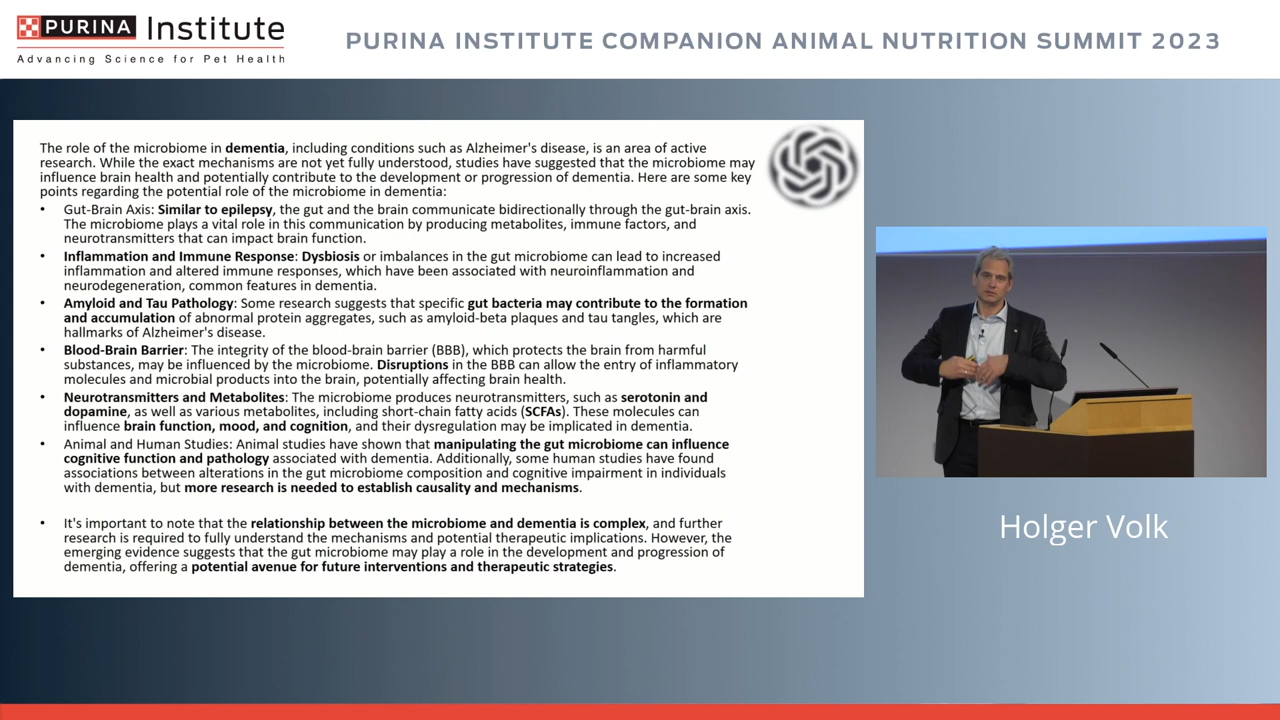 PURINA Institute
Advancing Science for Pet Health
PURINA INSTITUTE COMPANION ANIMAL NUTRITION SUMMIT 2023
The role of the microbiome in dementia, including conditions such as Alzheimer's disease, is an area of active
research. While the exact mechanisms are not yet fully understood, studies have suggested that the microbiome may
influence brain health and potentially contribute to the development or progression of dementia. Here are some key
points regarding the potential role of the microbiome in dementia:
• Gut-Brain Axis: Similar to epilepsy, the gut and the brain communicate bidirectionally through the gut-brain axis.
The microbiome plays a vital role in this communication by producing metabolites, immune factors, and
neurotransmitters that can impact brain function.
• Inflammation and Immune Response: Dysbiosis or imbalances in the gut microbiome can lead to increased
inflammation and altered immune responses, which have been associated with neuroinflammation and
neurodegeneration, common features in dementia.
• Amyloid and Tau Pathology: Some research suggests that specific gut bacteria may contribute to the formation
and accumulation of abnormal protein aggregates, such as amyloid-beta plaques and tau tangles, which are
hallmarks of Alzheimer's disease.
• Blood-Brain Barrier: The integrity of the blood-brain barrier (BBB), which protects the brain from harmful
substances, may be influenced by the microbiome. Disruptions in the BBB can allow the entry of inflammatory
molecules and microbial products into the brain, potentially affecting brain health.
• Neurotransmitters and Metabolites: The microbiome produces neurotransmitters, such as serotonin and
dopamine, as well as various metabolites, including short-chain fatty acids (SCFAs). These molecules can
influence brain function, mood, and cognition, and their dysregulation may be implicated in dementia.
• Animal and Human Studies: Animal studies have shown that manipulating the gut microbiome can influence
cognitive function and pathology associated with dementia. Additionally, some human studies have found
associations between alterations in the gut microbiome composition and cognitive impairment in individuals
with dementia, but more research is needed to establish causality and mechanisms.
• It's important to note that the relationship between the microbiome and dementia is complex, and further
research is required to fully understand the mechanisms and potential therapeutic implications. However, the
emerging evidence suggests that the gut microbiome may play a role in the development and progression of
dementia, offering a potential avenue for future interventions and therapeutic strategies.
Holger Volk